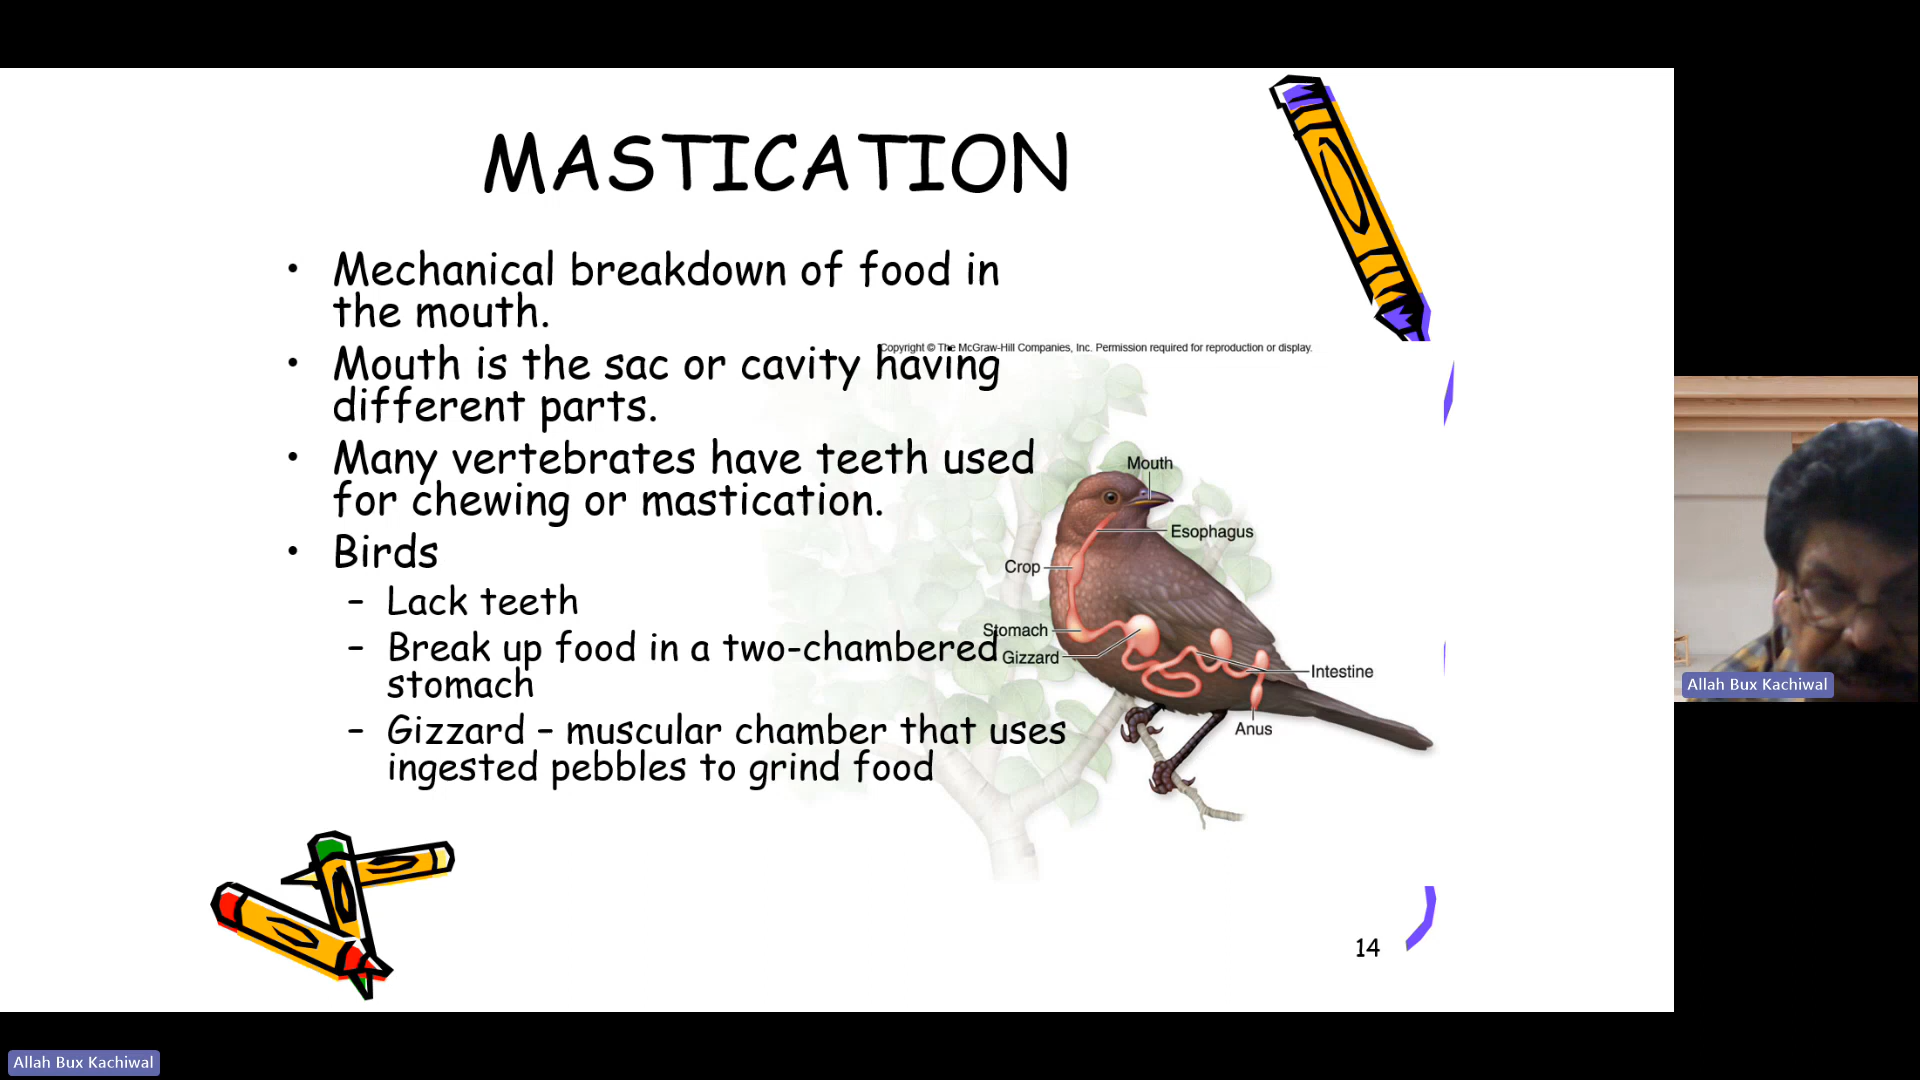 MASTICATION
• Mechanical breakdown of food in
the mouth.
• Mouth is the sac or cavity having
different parts.
• Many vertebrates have teeth used
for chewing or mastication.
• Birds
– Lack teeth
– Break up food in a two-chambered
stomach
– Gizzard – muscular chamber that uses
ingested pebbles to grind food
Copyright © The McGraw-Hill Companies, Inc. Permission required for reproduction or display.
Mouth
Esophagus
Crop
Stomach
Gizzard
Intestine
Anus
14
Allah Bux Kachiwal
Allah Bux Kachiwal